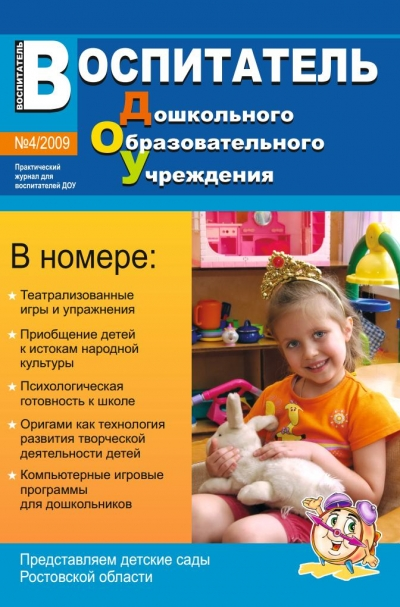 ВОСПИТАТЕЛЬ
ВОСПИТАТЕЛЬ
Дошкольного
Образовательного
Учреждения
№4/2009
Практический
журнал для
воспитателей ДОУ
В номере:
Театрализованные
игры и упражнения
Приобщение детей
к истокам народной
культуры
Психологическая
готовность к школе
Оригами как технология
развития творческой
деятельности детей
Компьютерные игровые
программы
для дошкольников
Представляем детские сады
Ростовской области